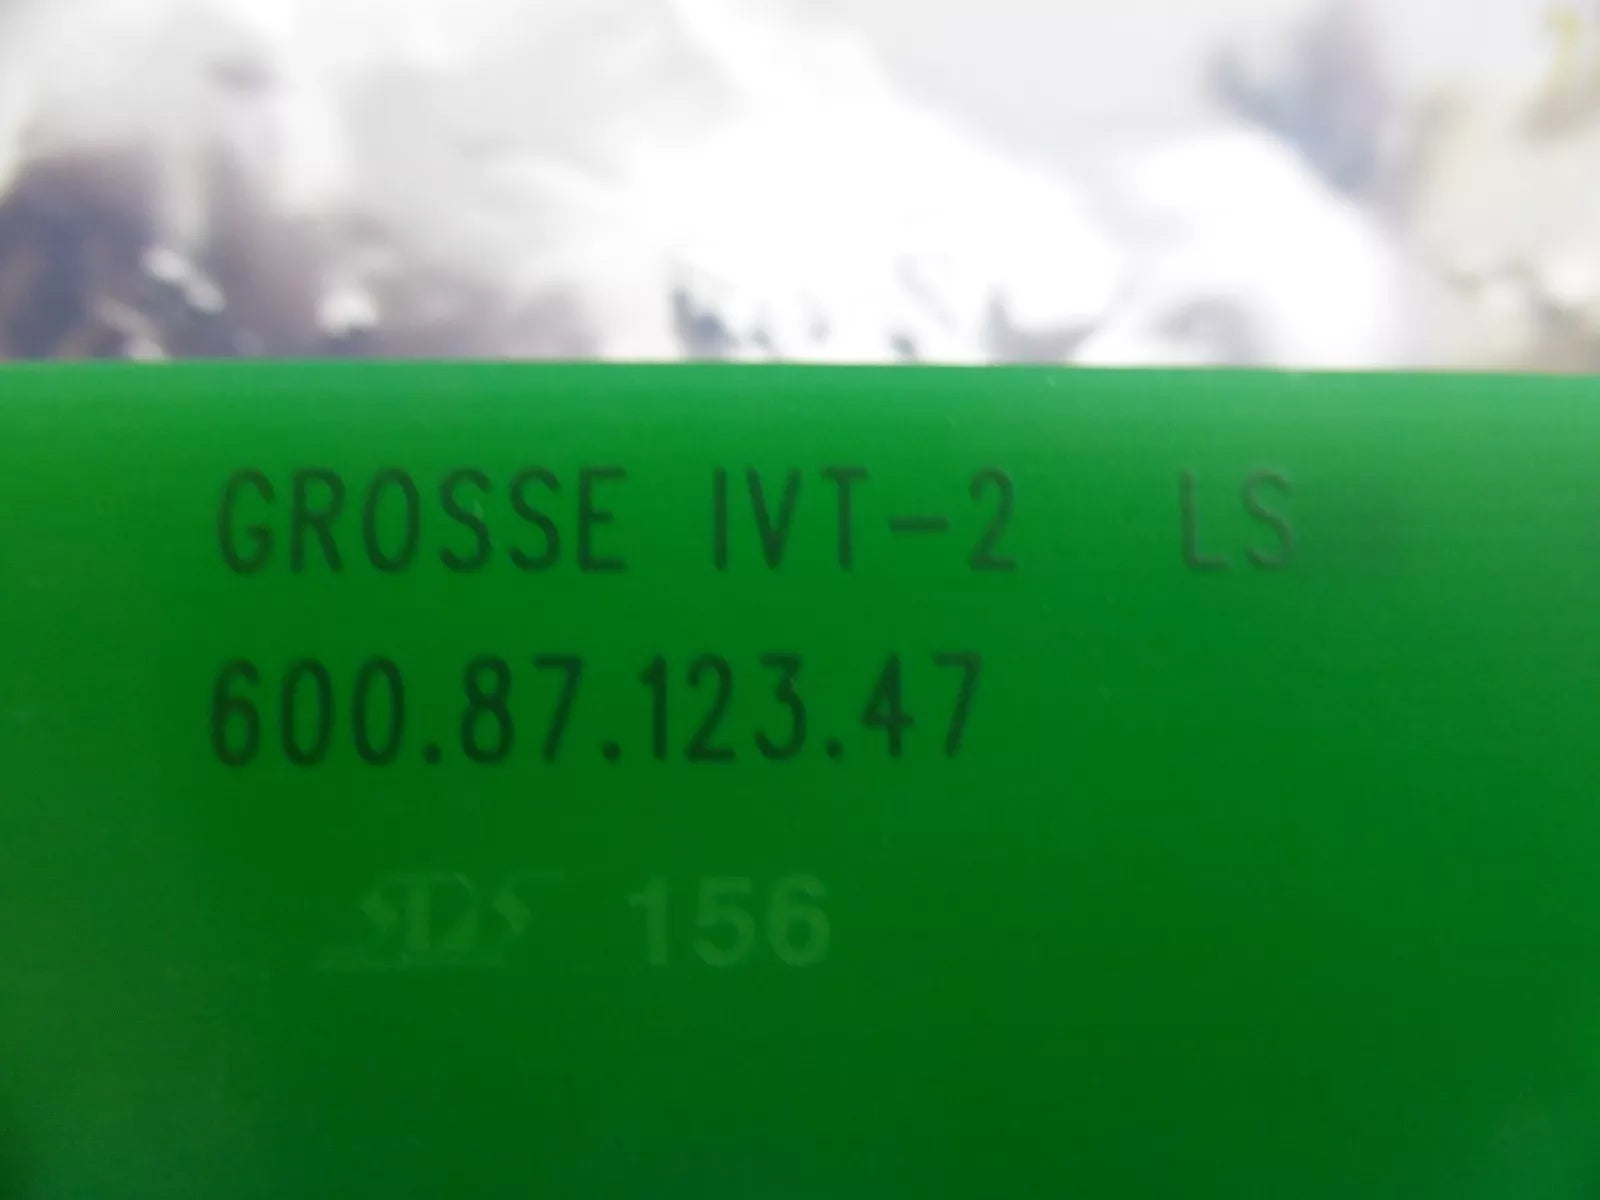 GROSSE IVT-2 LS
600.87.123.47
156